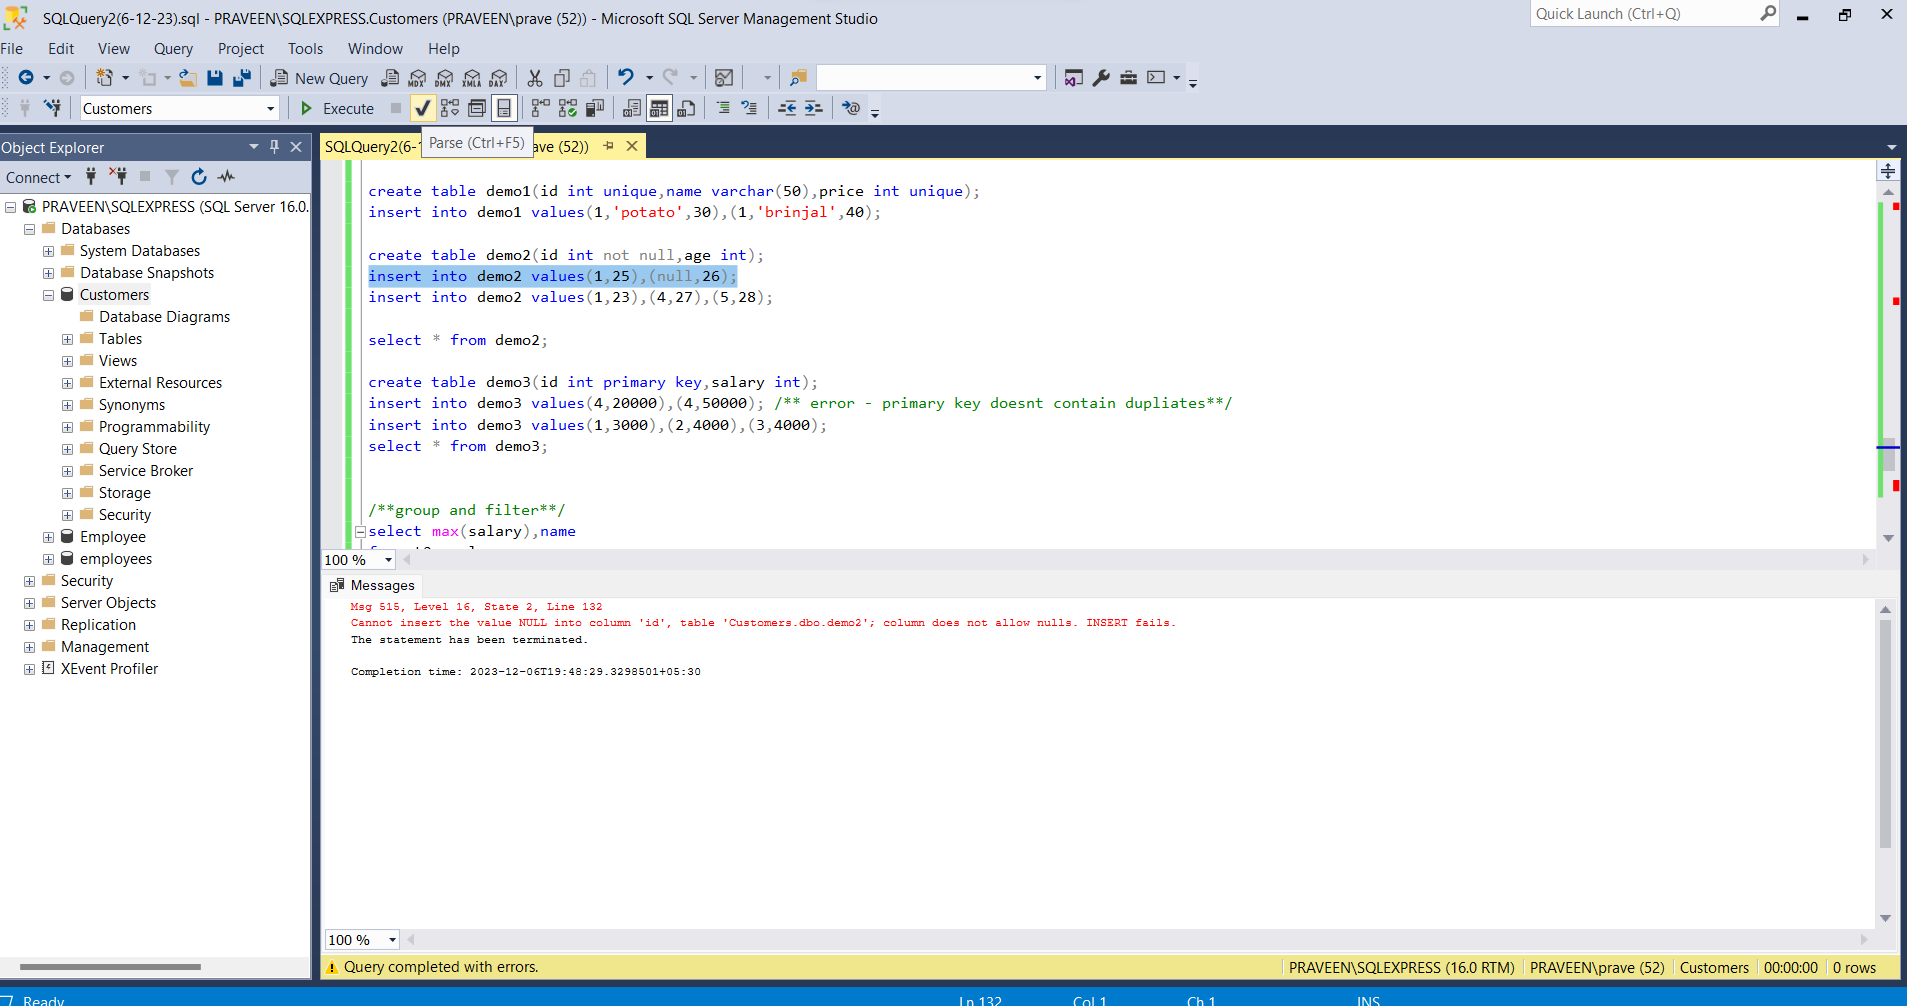 SQLQuery2(6-12-23).sql - PRAVEEN\SQLEXPRESS.Customers (PRAVEEN\prave (52)) - Microsoft SQL Server Management Studio
Quick Launch (Ctrl+Q)
File Edit View Query Project Tools Window Help
New Query MDX DMX XMLA DAX
Customers Execute
Parse (Ctrl+F5)
SQLQuery2(6- ave (52))
Object Explorer
Connect
PRAVEEN\SQLEXPRESS (SQL Server 16.0.
Databases
System Databases
Database Snapshots
Customers
Database Diagrams
Tables
Views
External Resources
Synonyms
Programmability
Query Store
Service Broker
Storage
Security
Employee
employees
Security
Server Objects
Replication
Management
XEvent Profiler
create table demo1(id int unique,name varchar(50),price int unique);
insert into demo1 values(1,'potato',30),(1,'brinjal',40);
create table demo2(id int not null,age int);
insert into demo2 values(1,25),(null,26);
insert into demo2 values(1,23),(4,27),(5,28);
select * from demo2;
create table demo3(id int primary key,salary int);
insert into demo3 values(4,20000),(4,50000); /** error - primary key doesnt contain dupliates**/
insert into demo3 values(1,3000),(2,4000),(3,4000);
select * from demo3;
/**group and filter**/
select max(salary),name
100 %
Messages
Msg 515, Level 16, State 2, Line 132
Cannot insert the value NULL into column 'id', table 'Customers.dbo.demo2'; column does not allow nulls. INSERT fails.
The statement has been terminated.
Completion time: 2023-12-06T19:48:29.3298501+05:30
100 %
Query completed with errors.
PRAVEEN\SQLEXPRESS (16.0 RTM) PRAVEEN\prave (52) Customers 00:00:00 0 rows
Ready Ln 132 Col 1 Ch 1 INS